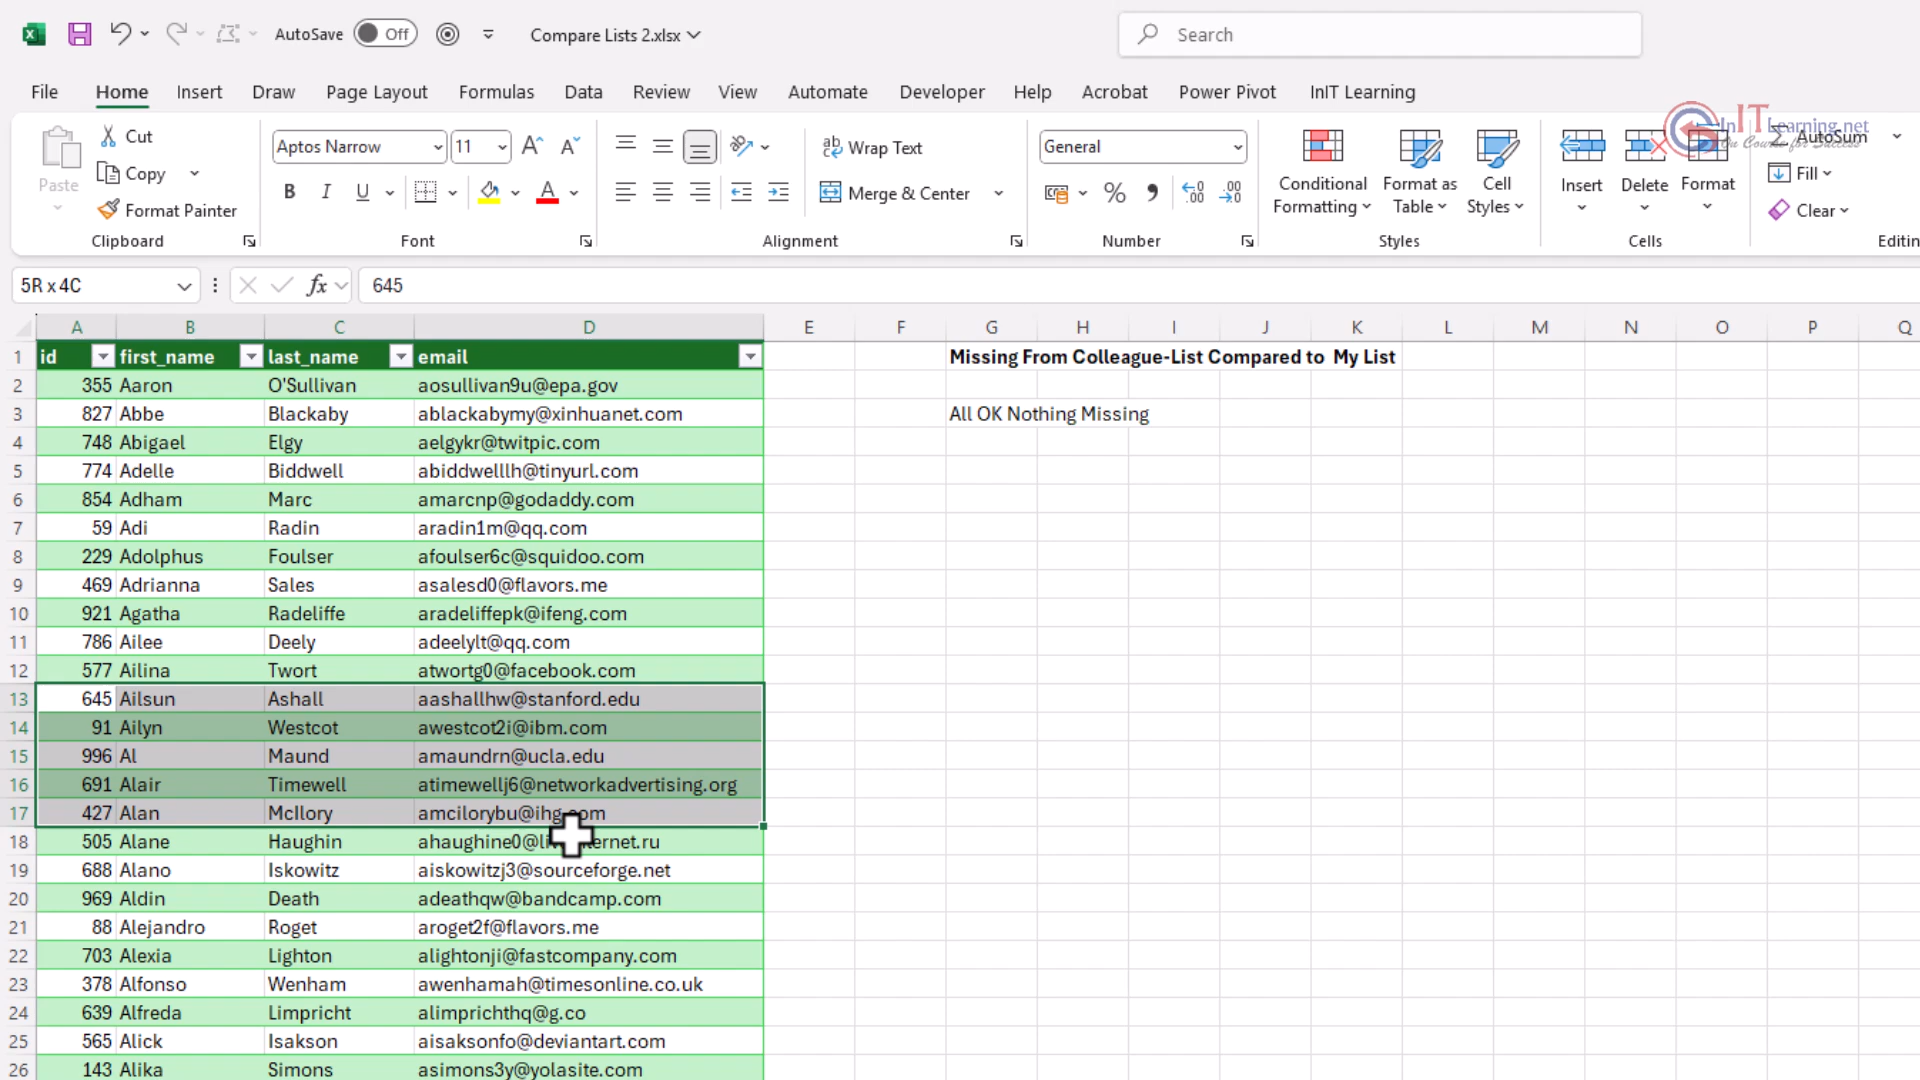 AutoSave Off Compare Lists 2.xlsx Search
File Home Insert Draw Page Layout Formulas Data Review View Automate Developer Help Acrobat Power Pivot InIT Learning
InITLearning.net
On Course for Success
Paste Cut
Copy
Format Painter
Clipboard
Aptos Narrow 11
B I U A
Font
Wrap Text
Merge & Center
Alignment
General
Number
Conditional Formatting
Format as Table
Cell Styles
Styles
Insert Delete Format
Cells
AutoSum
Fill
Clear
Editin
5R x 4C fx 645
A B C D E F G H I J K L M N O P Q
1 id first_name last_name email Missing From Colleague-List Compared to My List
2 355 Aaron O'Sullivan aosullivan9u@epa.gov
3 827 Abbe Blackaby ablackabymy@xinhuanet.com All OK Nothing Missing
4 748 Abigael Elgy aelgykr@twitpic.com
5 774 Adelle Biddwell abiddwelllh@tinyurl.com
6 854 Adham Marc amarcnp@godaddy.com
7 59 Adi Radin aradin1m@qq.com
8 229 Adolphus Foulser afoulser6c@squidoo.com
9 469 Adrianna Sales asalesd0@flavors.me
10 921 Agatha Radeliffe aradeliffepk@ifeng.com
11 786 Ailee Deely adeelylt@qq.com
12 577 Ailina Twort atwortg0@facebook.com
13 645 Ailsun Ashall aashallhw@stanford.edu
14 91 Ailyn Westcot awestcot2i@ibm.com
15 996 Al Maund amaundrn@ucla.edu
16 691 Alair Timewell atimewellj6@networkadvertising.org
17 427 Alan McIlory amcilorybu@ihg.com
18 505 Alane Haughin
19 688 Alano Iskowitz aiskowitzj3@sourceforge.net
20 969 Aldin Death adeathqw@bandcamp.com
21 88 Alejandro Roget aroget2f@flavors.me
22 703 Alexia Lighton alightonji@fastcompany.com
23 378 Alfonso Wenham awenhamah@timesonline.co.uk
24 639 Alfreda Limpricht alimprichthq@g.co
25 565 Alick Isakson aisaksonfo@deviantart.com
26 143 Alika Simons asimons3y@yolasite.com